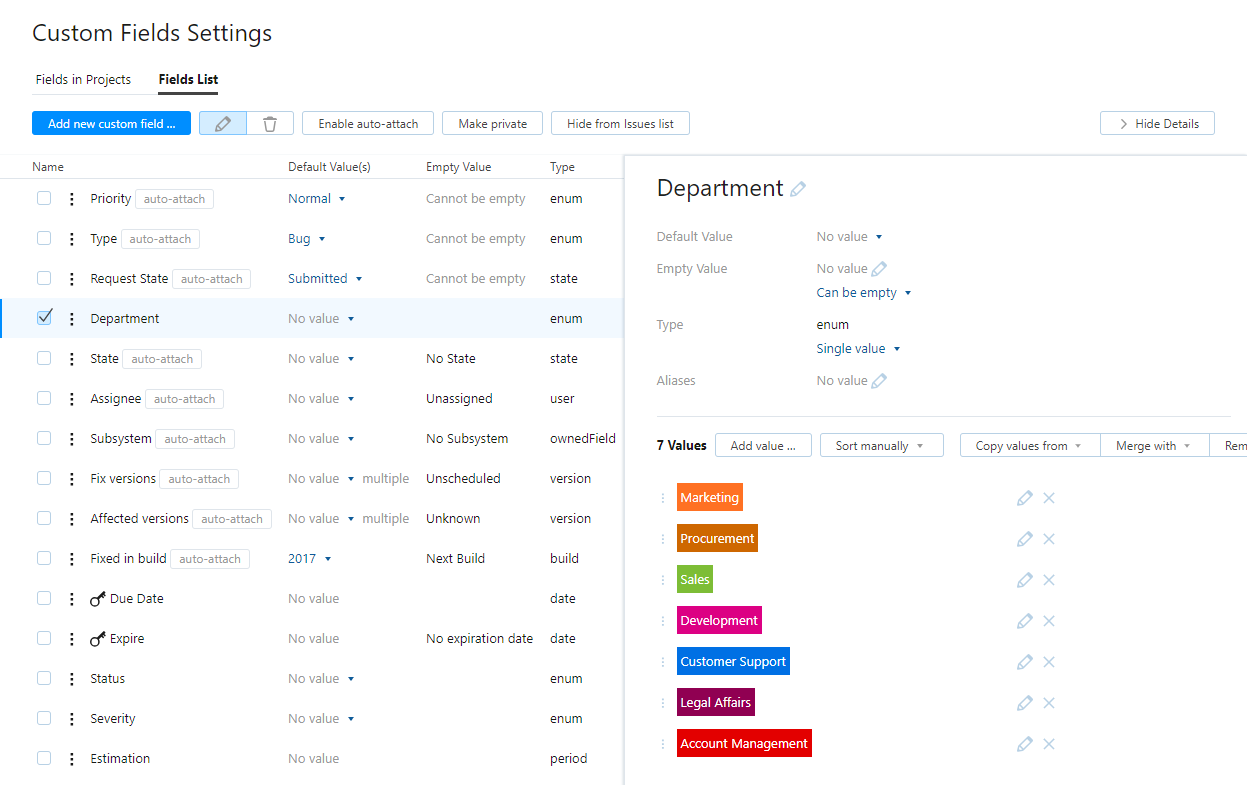 Custom Fields Settings
Fields in Projects Fields List
Add new custom field ... Enable auto-attach Make private Hide from Issues list Hide Details
Name Default Value(s) Empty Value Type
Priority auto-attach Normal Cannot be empty enum
Type auto-attach Bug Cannot be empty enum
Request State auto-attach Submitted Cannot be empty state
Department No value enum
State auto-attach No value No State state
Assignee auto-attach No value Unassigned user
Subsystem auto-attach No value No Subsystem ownedField
Fix versions auto-attach No value multiple Unscheduled version
Affected versions auto-attach No value multiple Unknown version
Fixed in build auto-attach 2017 Next Build build
Due Date No value date
Expire No value No expiration date date
Status No value enum
Severity No value enum
Estimation No value period
Department
Default Value No value
Empty Value No value
Can be empty
Type enum
Single value
Aliases No value
7 Values Add value ... Sort manually Copy values from Merge with Rem
Marketing
Procurement
Sales
Development
Customer Support
Legal Affairs
Account Management